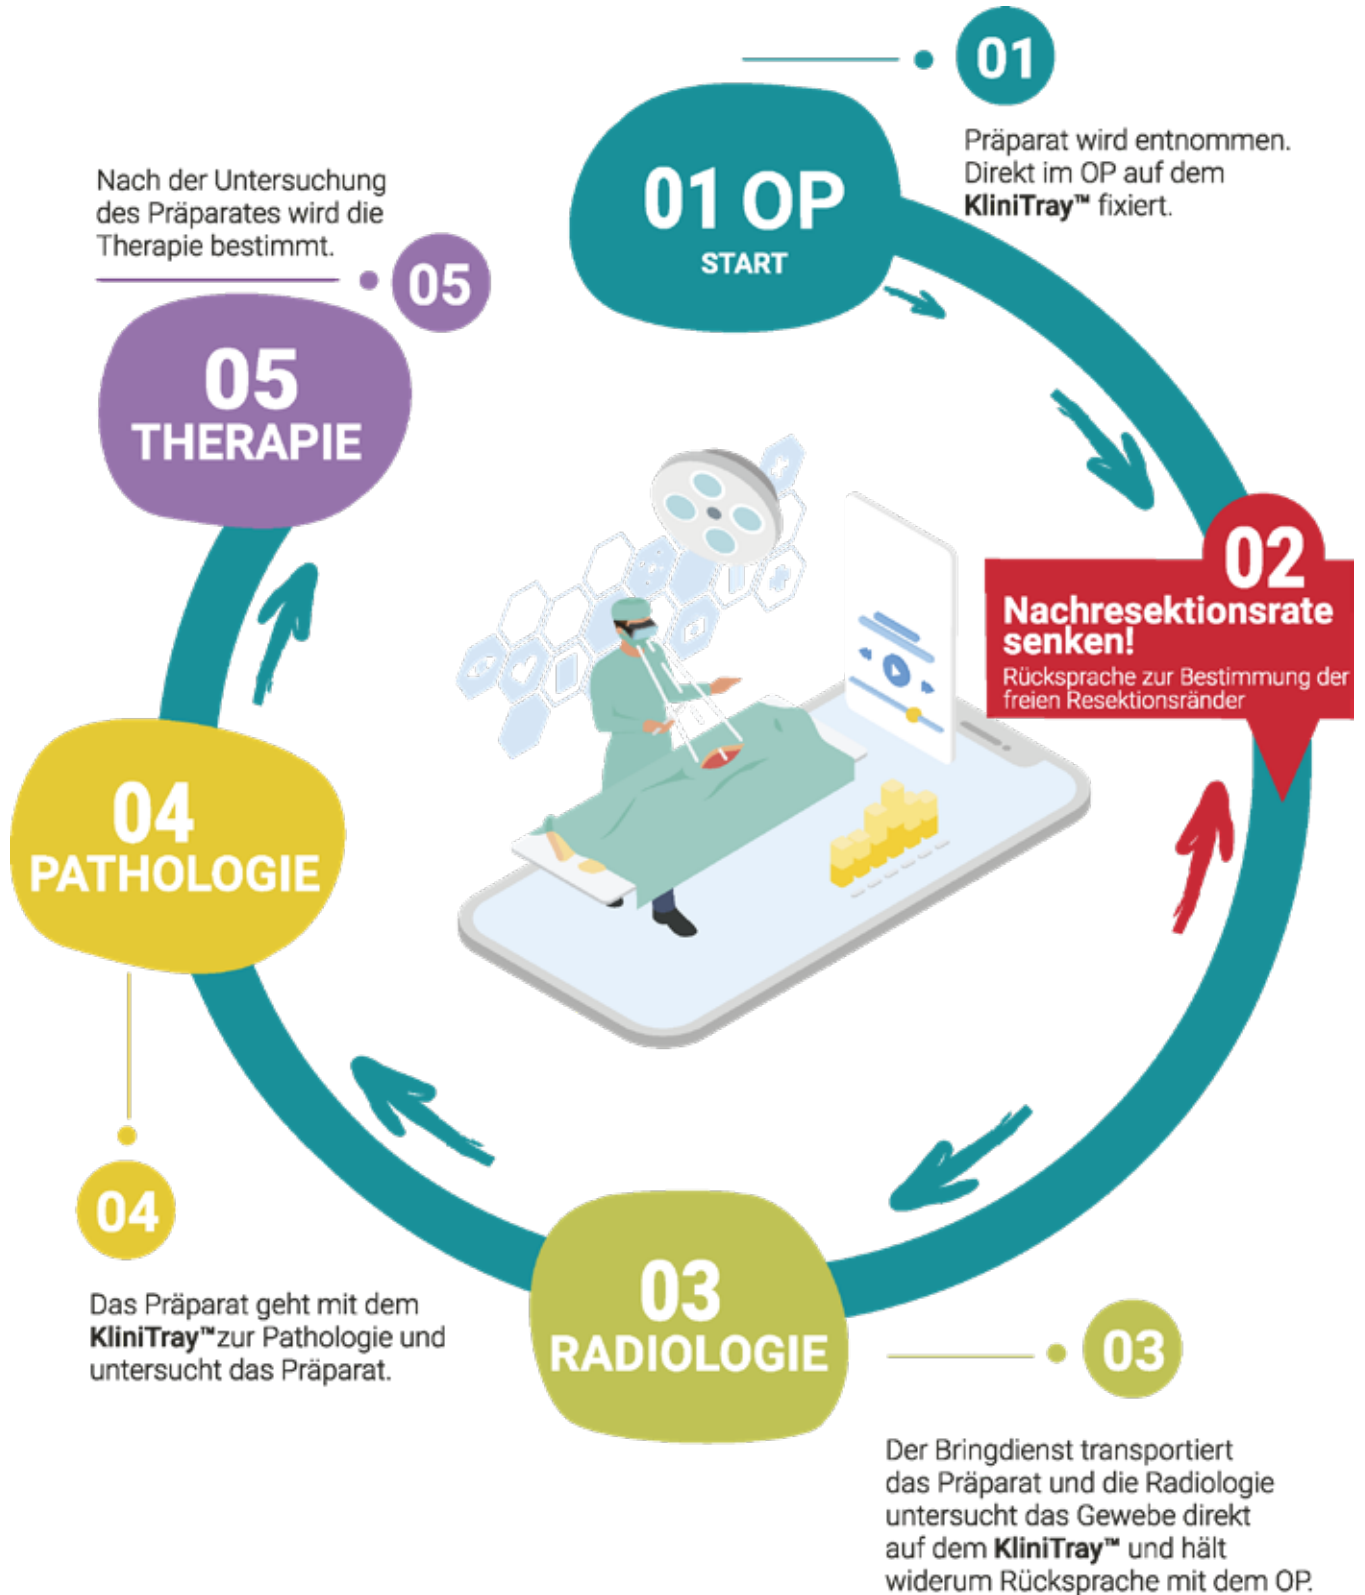 01
Präparat wird entnommen.
Direkt im OP auf dem
KliniTray™ fixiert.
01 OP
START
02
Nachresektionsrate
senken!
Rücksprache zur Bestimmung der
freien Resektionsränder
03
RADIOLOGIE
03
Der Bringdienst transportiert
das Präparat und die Radiologie
untersucht das Gewebe direkt
auf dem KliniTray™ und hält
widerum Rücksprache mit dem OP.
04
PATHOLOGIE
04
Das Präparat geht mit dem
KliniTray™zur Pathologie und
untersucht das Präparat.
Nach der Untersuchung
des Präparates wird die
Therapie bestimmt.
05
05
THERAPIE